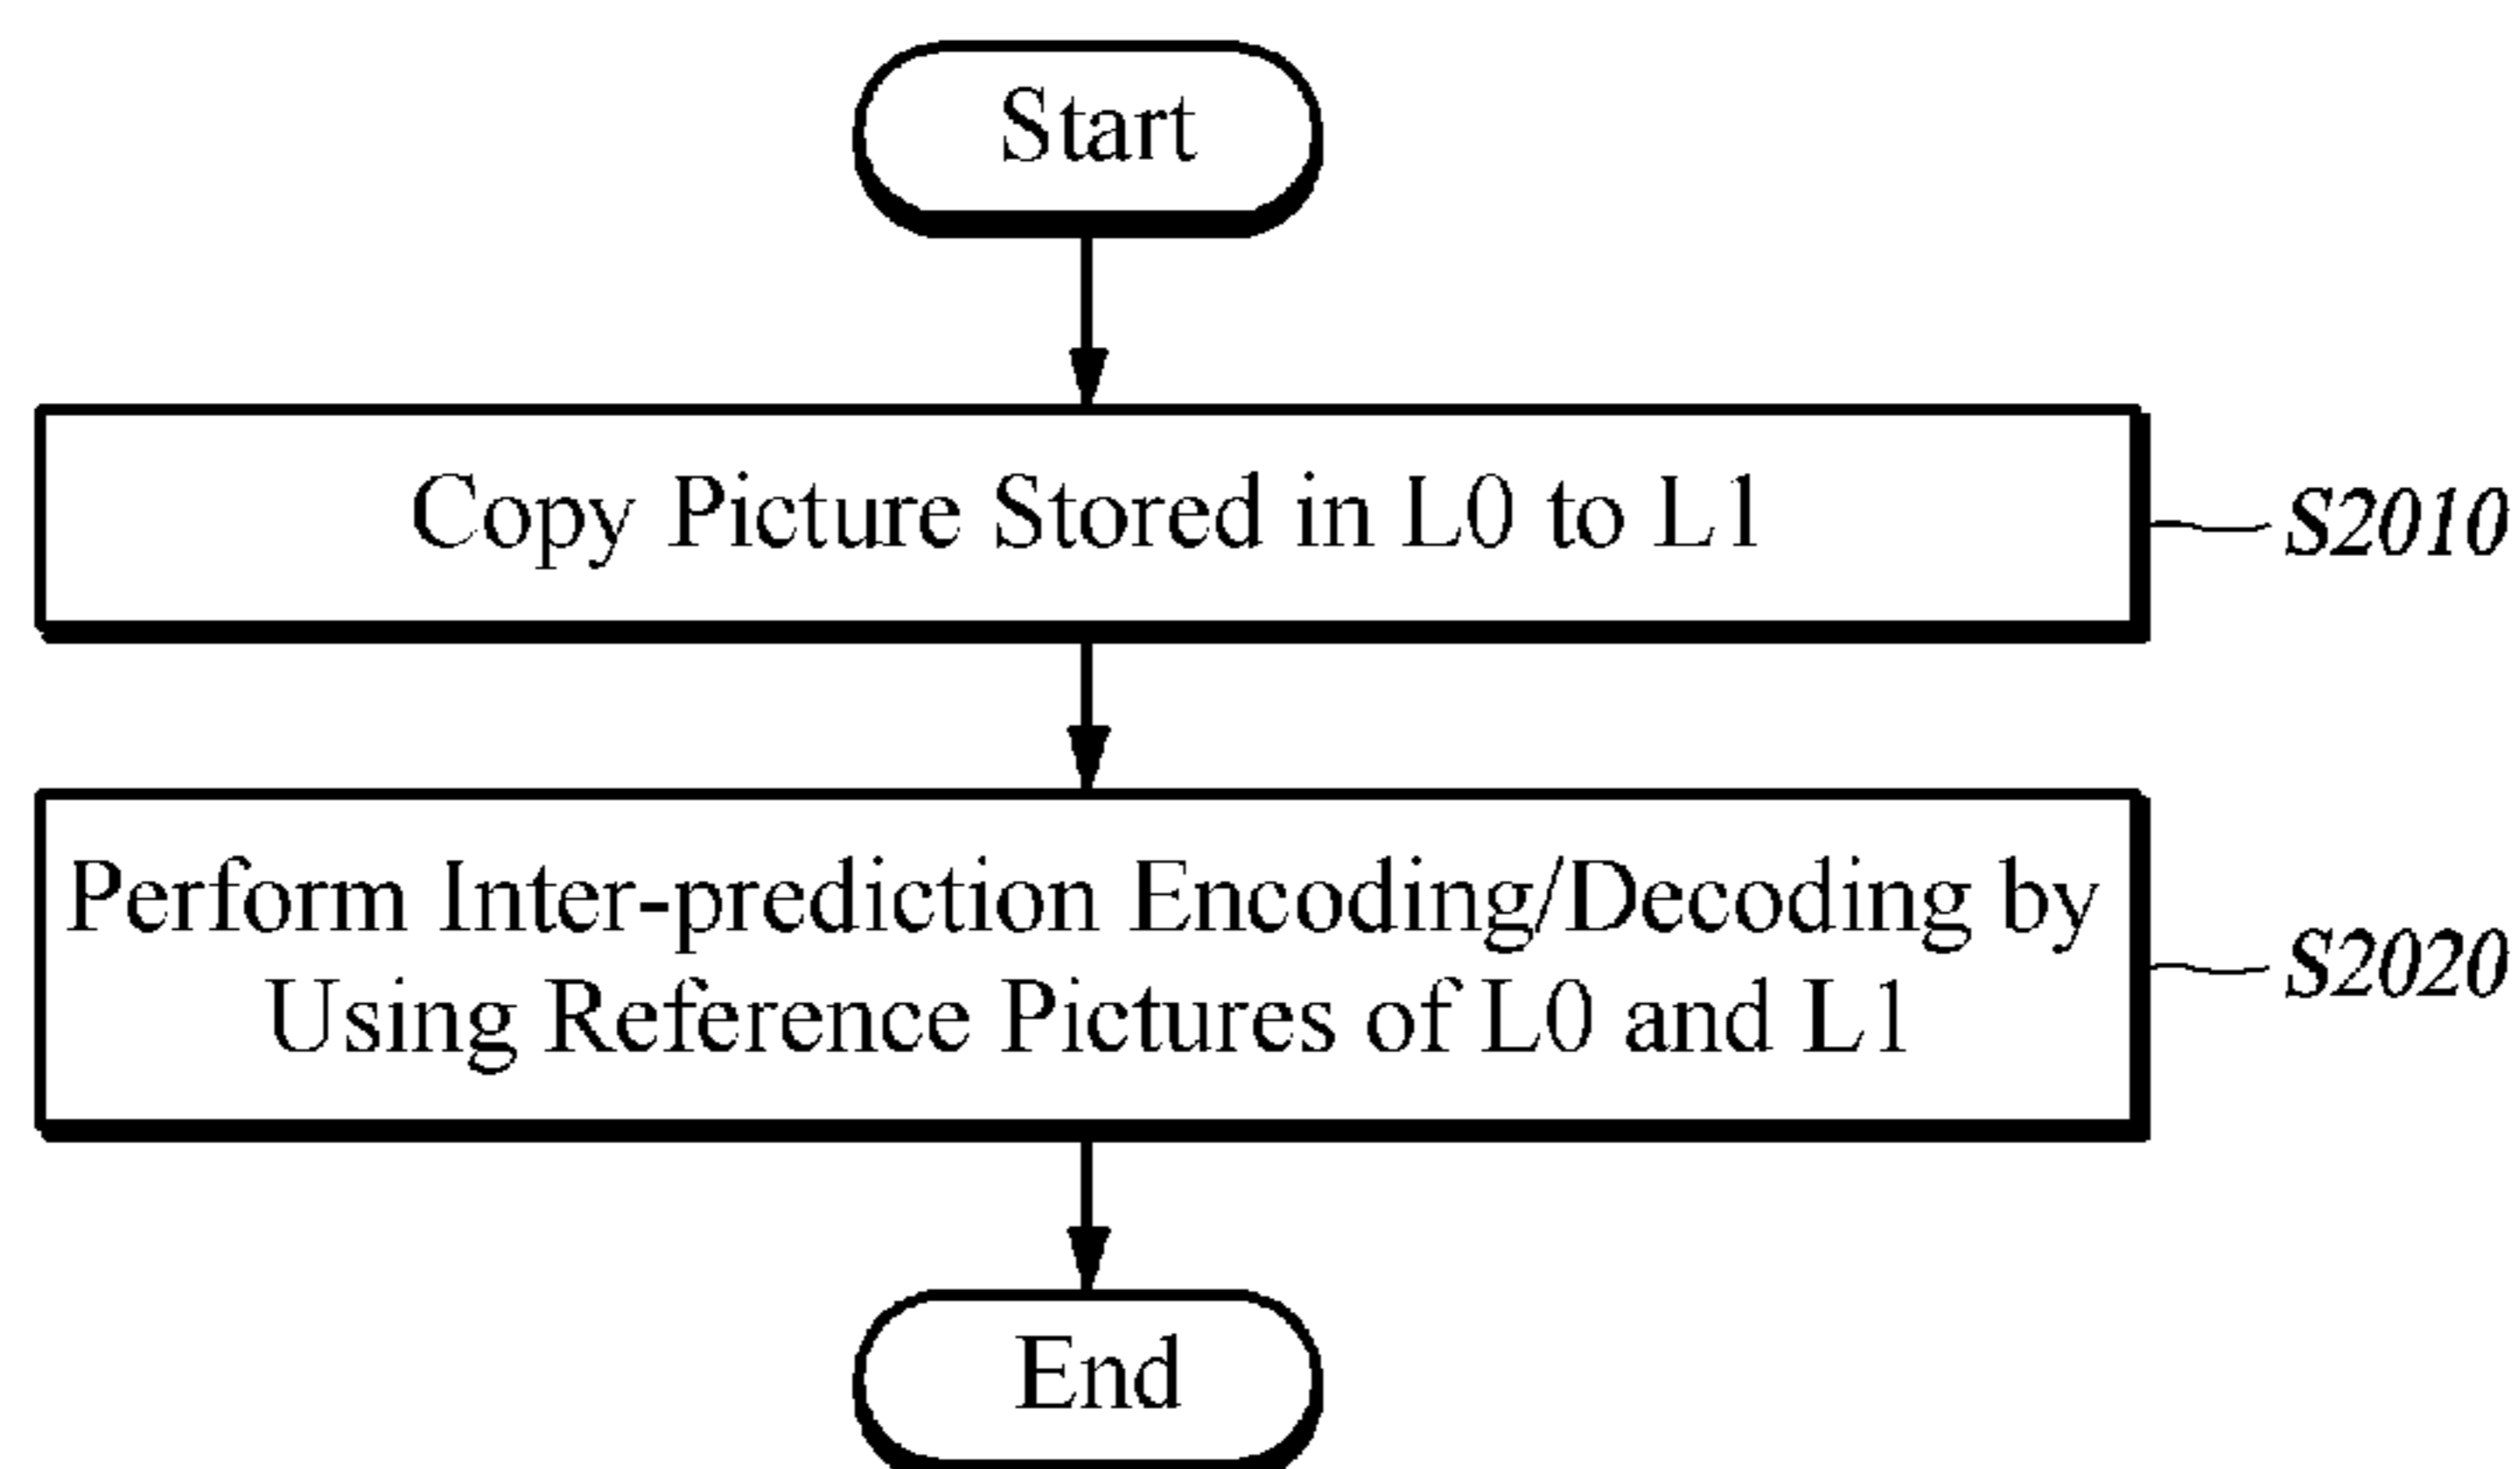 Start
Copy Picture Stored in L0 to L1
S2010
Perform Inter-prediction Encoding/Decoding by
Using Reference Pictures of L0 and L1
S2020
End